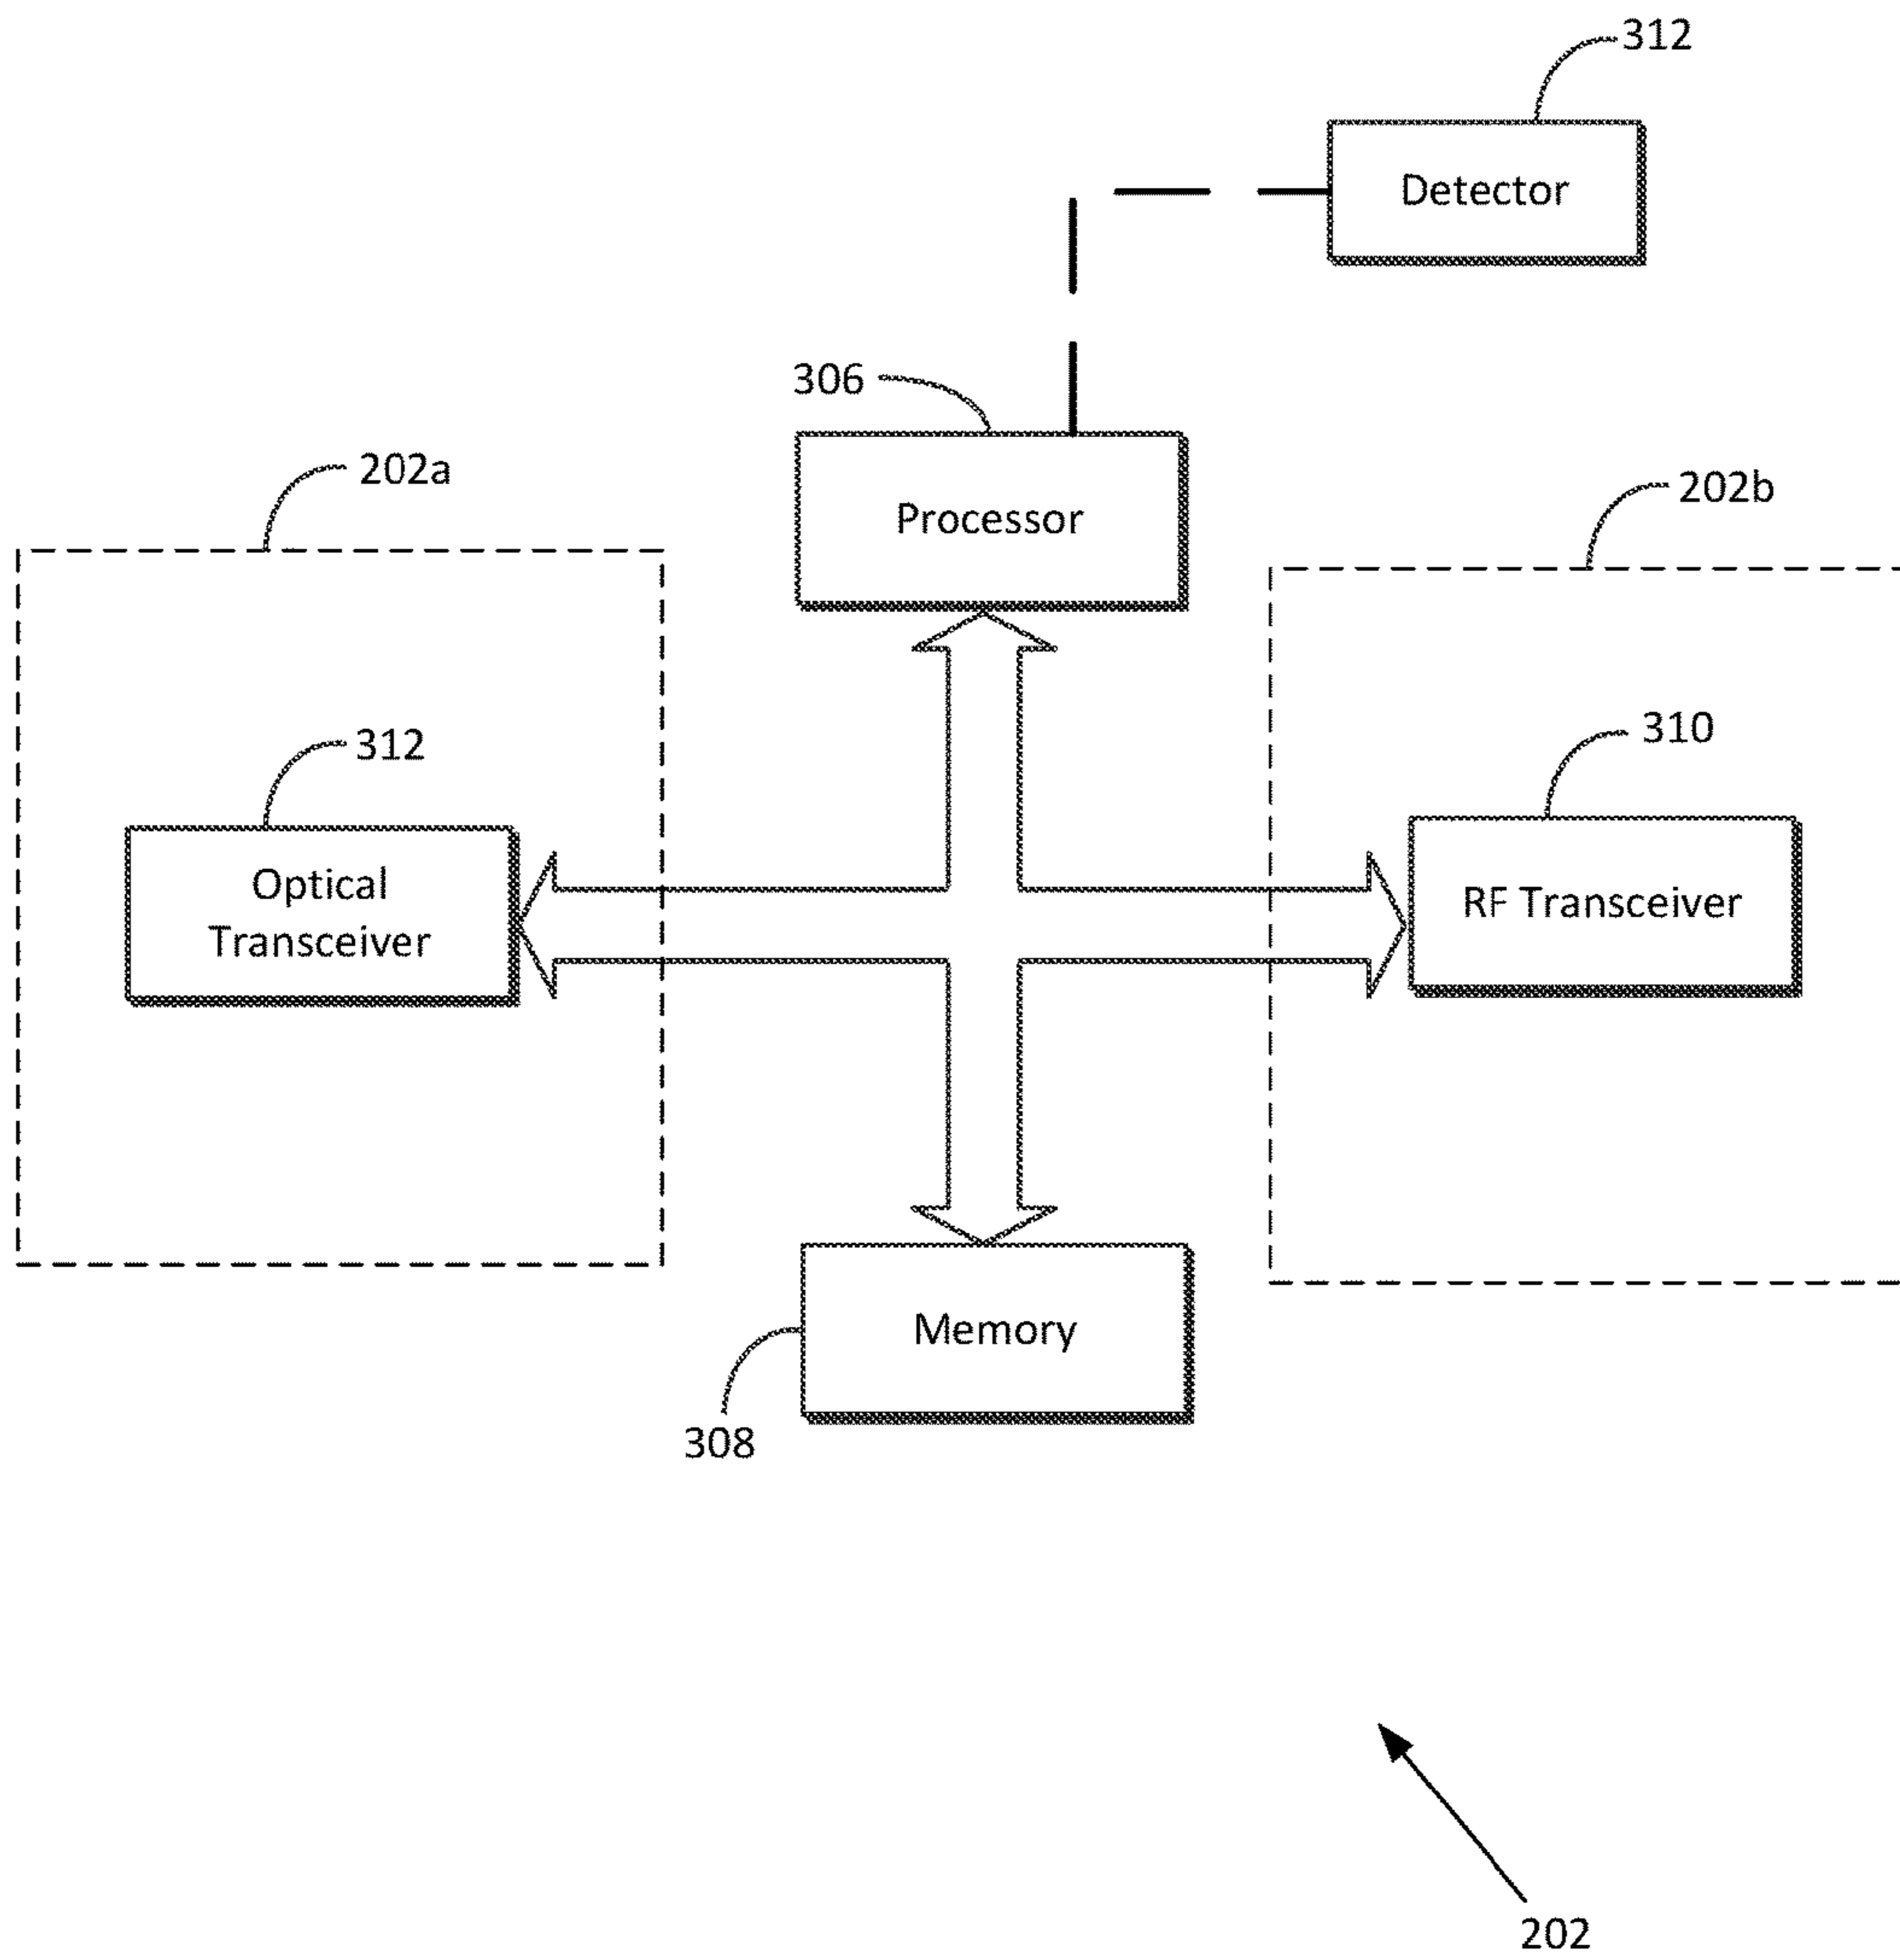 312
Detector
306
202a
Processor
202b
312
310
Optical
Transceiver
RF Transceiver
Memory
308
202